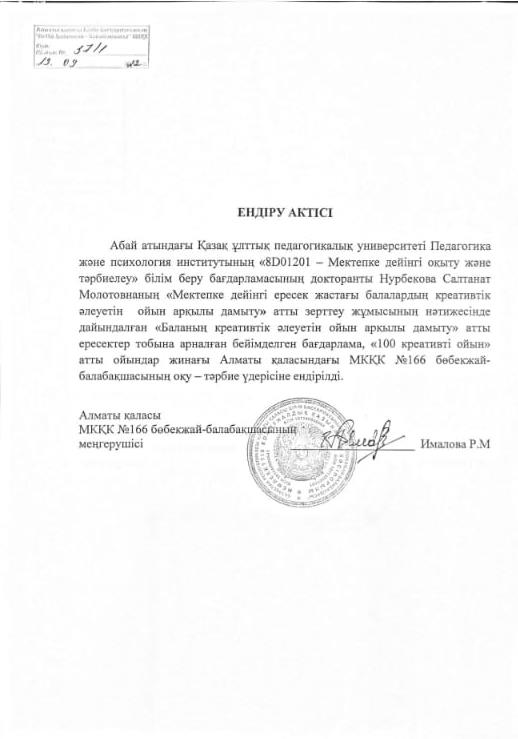 3711
19. 09
ЕНДІРУ АКТІСІ
Абай атындағы Қазақ ұлттық педагогикалық университеті Педагогика
және психология институтының «8D01201 – Мектепке дейінгі оқыту және
тәрбиелеу» білім беру бағдарламасының докторанты Нурбекова Салтанат
Молотовнаның «Мектепке дейінгі ересек жастағы балалардың креативтік
әлеуетін ойын арқылы дамыту» атты зерттеу жұмысының нәтижесінде
дайындалған «Баланың креативтік әлеуетін ойын арқылы дамыту» атты
ересектер тобына арналған бейімделген бағдарлама, «100 креативті ойын»
атты ойындар жинағы Алматы қаласындағы МКҚК №166 бөбекжай-
балабақшасының оқу – тәрбие үдерісіне ендірілді.
Алматы қаласы
МКҚК №166 бөбекжай-балабақшасының
меңгерушісі Ималова Р.М